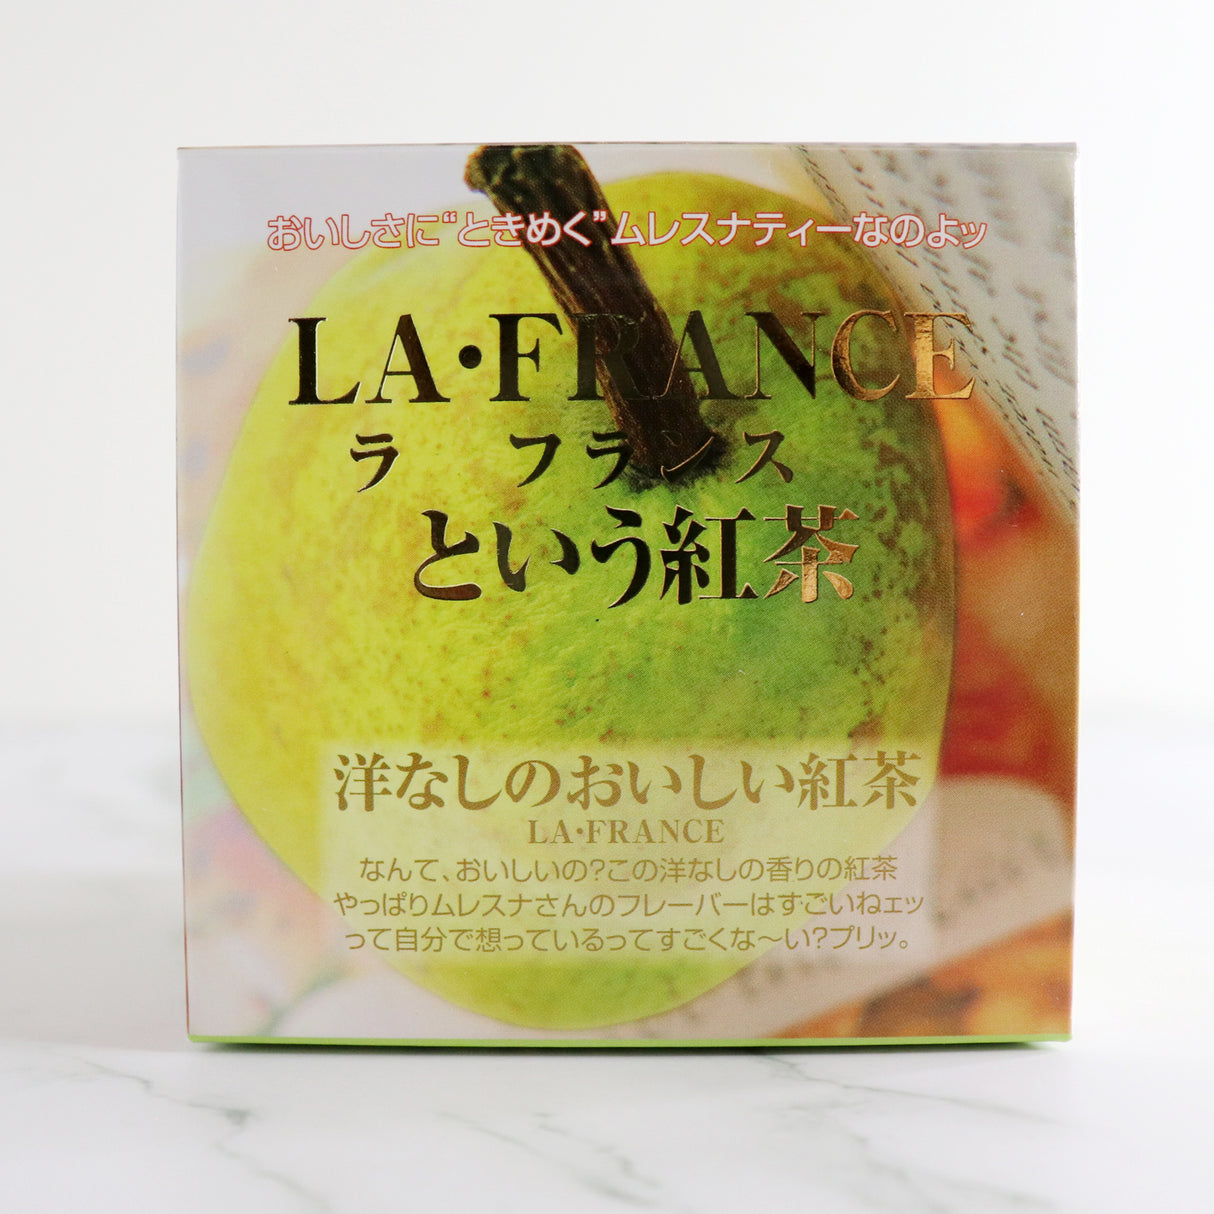 おいしさに“ときめく”ムレスナティーなのよッ
LA・FRANCE
ラ フランス
という紅茶
洋なしのおいしい紅茶
LA・FRANCE
なんて、おいしいの?この洋なしの香りの紅茶
やっぱりムレスナさんのフレーバーはすごいねェッ
って自分で想っているってすごくな〜い?プリッ。